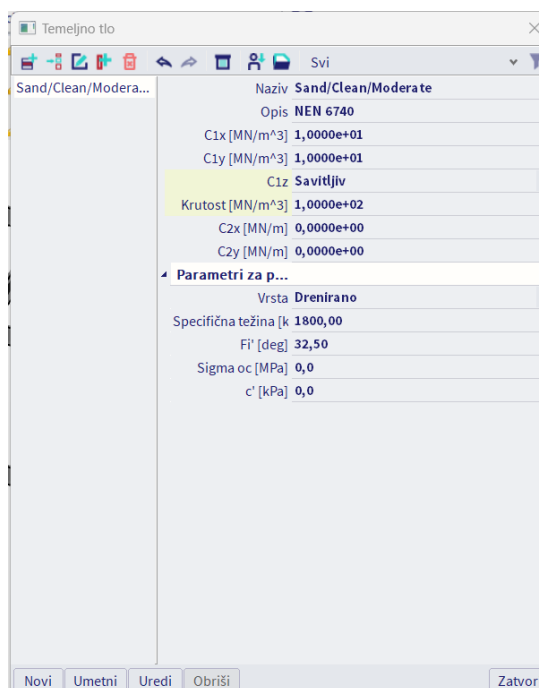 Temeljno tlo
Svi
Sand/Clean/Modera...
Naziv Sand/Clean/Moderate
Opis NEN 6740
C1x [MN/m^3] 1,0000e+01
C1y [MN/m^3] 1,0000e+01
C1z Savitljiv
Krutost [MN/m^3] 1,0000e+02
C2x [MN/m] 0,0000e+00
C2y [MN/m] 0,0000e+00
Parametri za p...
Vrsta Drenirano
Specifična težina [k 1800,00
Fi' [deg] 32,50
Sigma oc [MPa] 0,0
c' [kPa] 0,0
Novi Umetni Uredi Obriši Zatvor